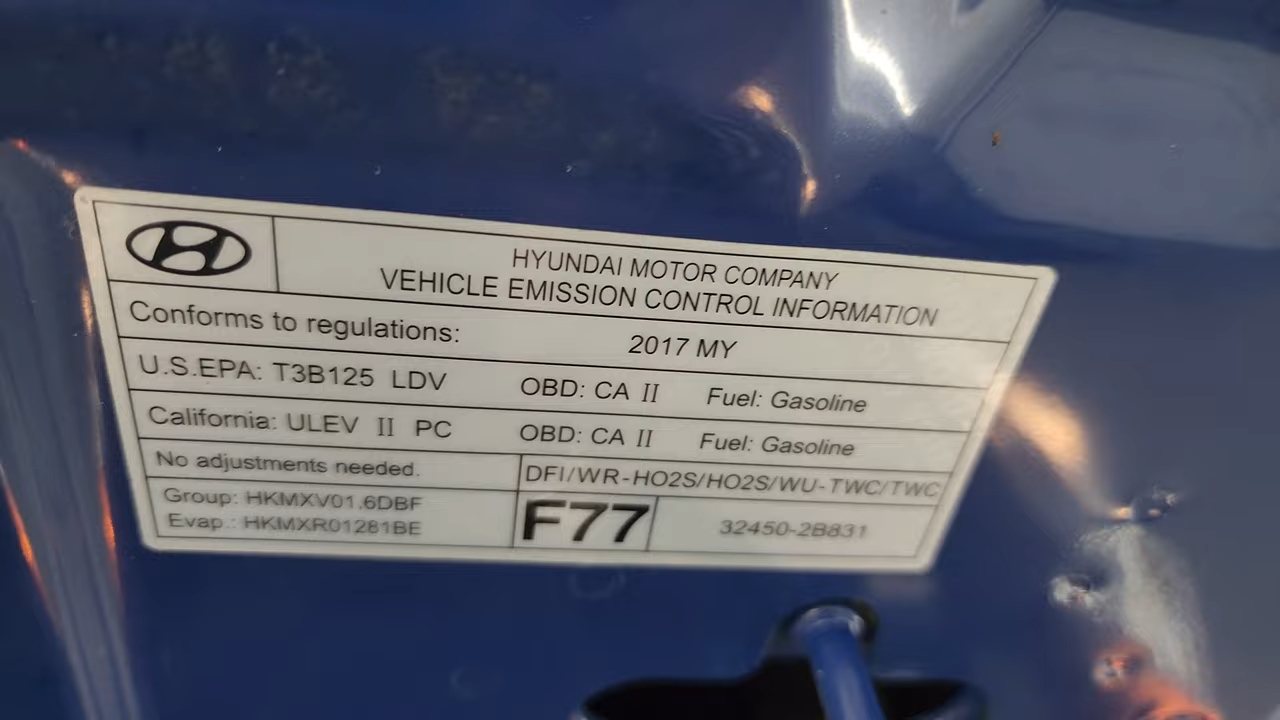 HYUNDAI MOTOR COMPANY
VEHICLE EMISSION CONTROL INFORMATION
Conforms to regulations: 2017 MY
U.S.EPA: T3B125 LDV OBD: CA II Fuel: Gasoline
California: ULEV II PC OBD: CA II Fuel: Gasoline
No adjustments needed. DFI/WR-HO2S/HO2S/WU-TWC/TWC
Group: HKMXV01.6DBF
Evap.: HKMXR01281BE
F77 32450-2B831